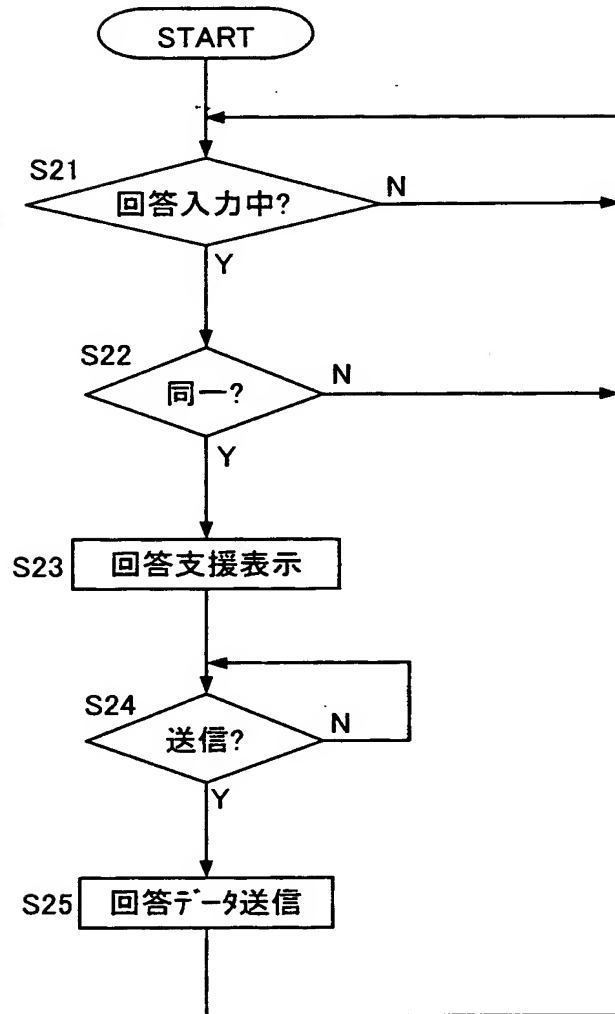 START
S21
回答入力中?
N
Y
S22
同一?
N
Y
S23
回答支援表示
S24
送信?
N
Y
S25
回答ﾃﾞｰﾀ送信